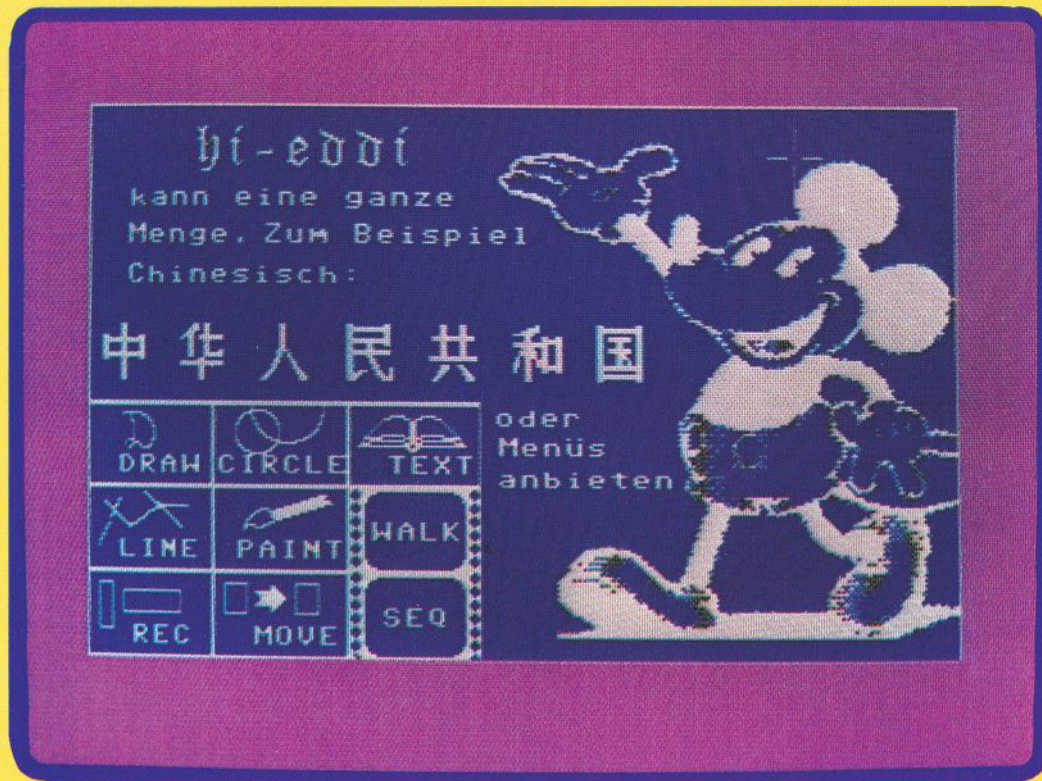 hi-eddi
kann eine ganze
Menge. Zum Beispiel
Chinesisch:
中华人民共和国
oder
Menüs
anbieten.
DRAW CIRCLE TEXT
LINE PAINT WALK
REC MOVE SEQ